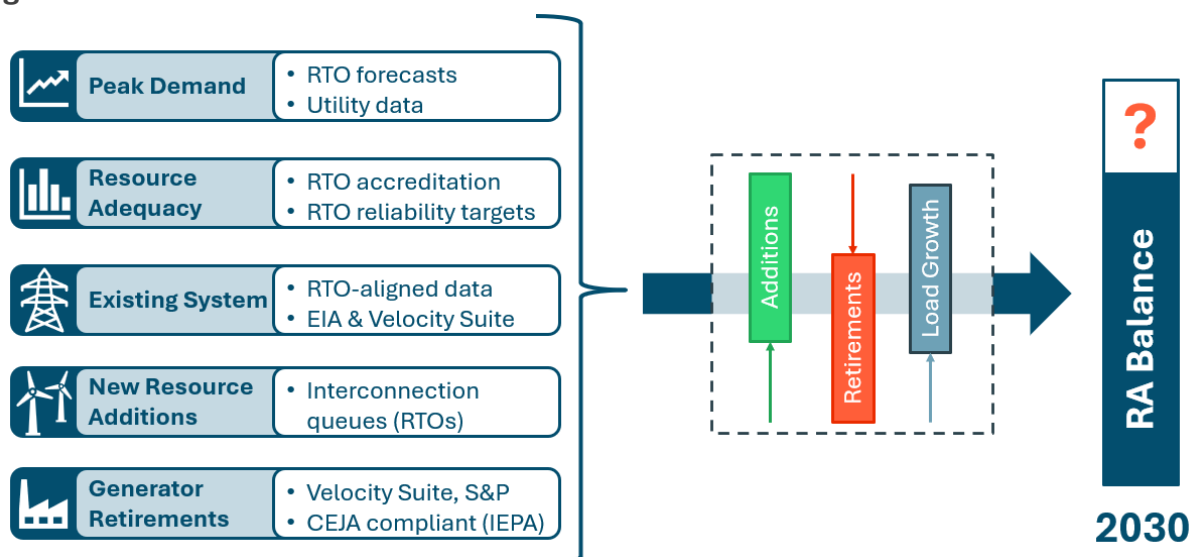 Peak Demand
• RTO forecasts
• Utility data
Resource
Adequacy
• RTO accreditation
• RTO reliability targets
Existing System
• RTO-aligned data
• EIA & Velocity Suite
New Resource
Additions
• Interconnection
queues (RTOs)
Generator
Retirements
• Velocity Suite, S&P
• CEJA compliant (IEPA)
Additions
Retirements
Load Growth
?
RA Balance
2030